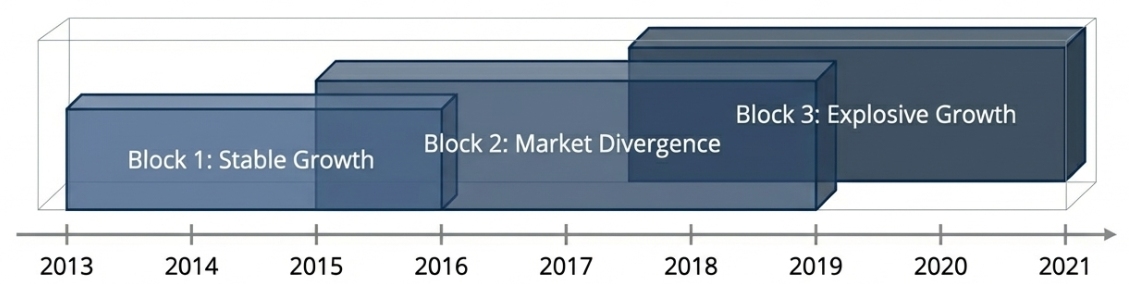 Block 1: Stable Growth
Block 2: Market Divergence
Block 3: Explosive Growth
2013 2014 2015 2016 2017 2018 2019 2020 2021